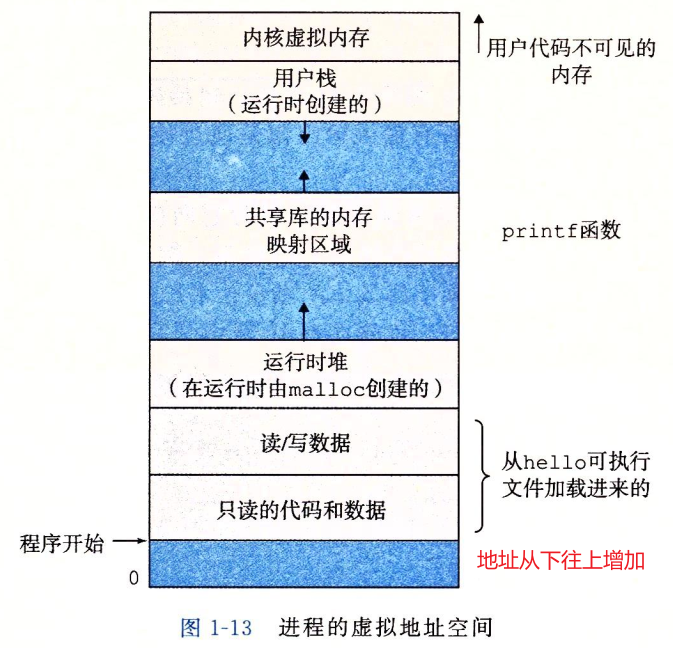 内核虚拟内存
用户代码不可见的
内存
用户栈
（运行时创建的）
共享库的内存
映射区域
printf函数
运行时堆
（在运行时由malloc创建的）
读/写数据
从hello可执行
文件加载进来的
只读的代码和数据
程序开始
地址从下往上增加
0
图 1-13 进程的虚拟地址空间